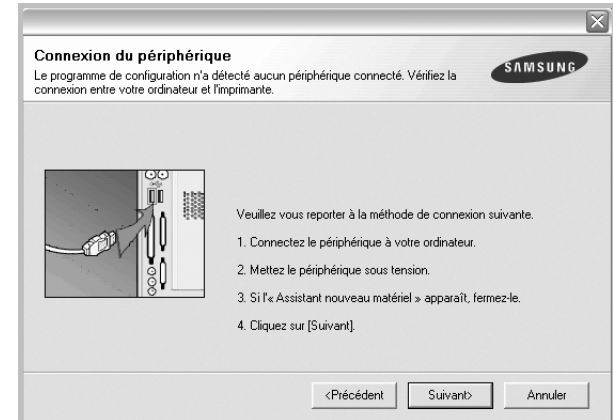 Connexion du périphérique
Le programme de configuration n'a détecté aucun périphérique connecté. Vérifiez la
connexion entre votre ordinateur et l'imprimante.
SAMSUNG
Veuillez vous reporter à la méthode de connexion suivante.
1. Connectez le périphérique à votre ordinateur.
2. Mettez le périphérique sous tension.
3. Si l'« Assistant nouveau matériel » apparaît, fermez-le.
4. Cliquez sur [Suivant].
<Précédent
Suivant>
Annuler